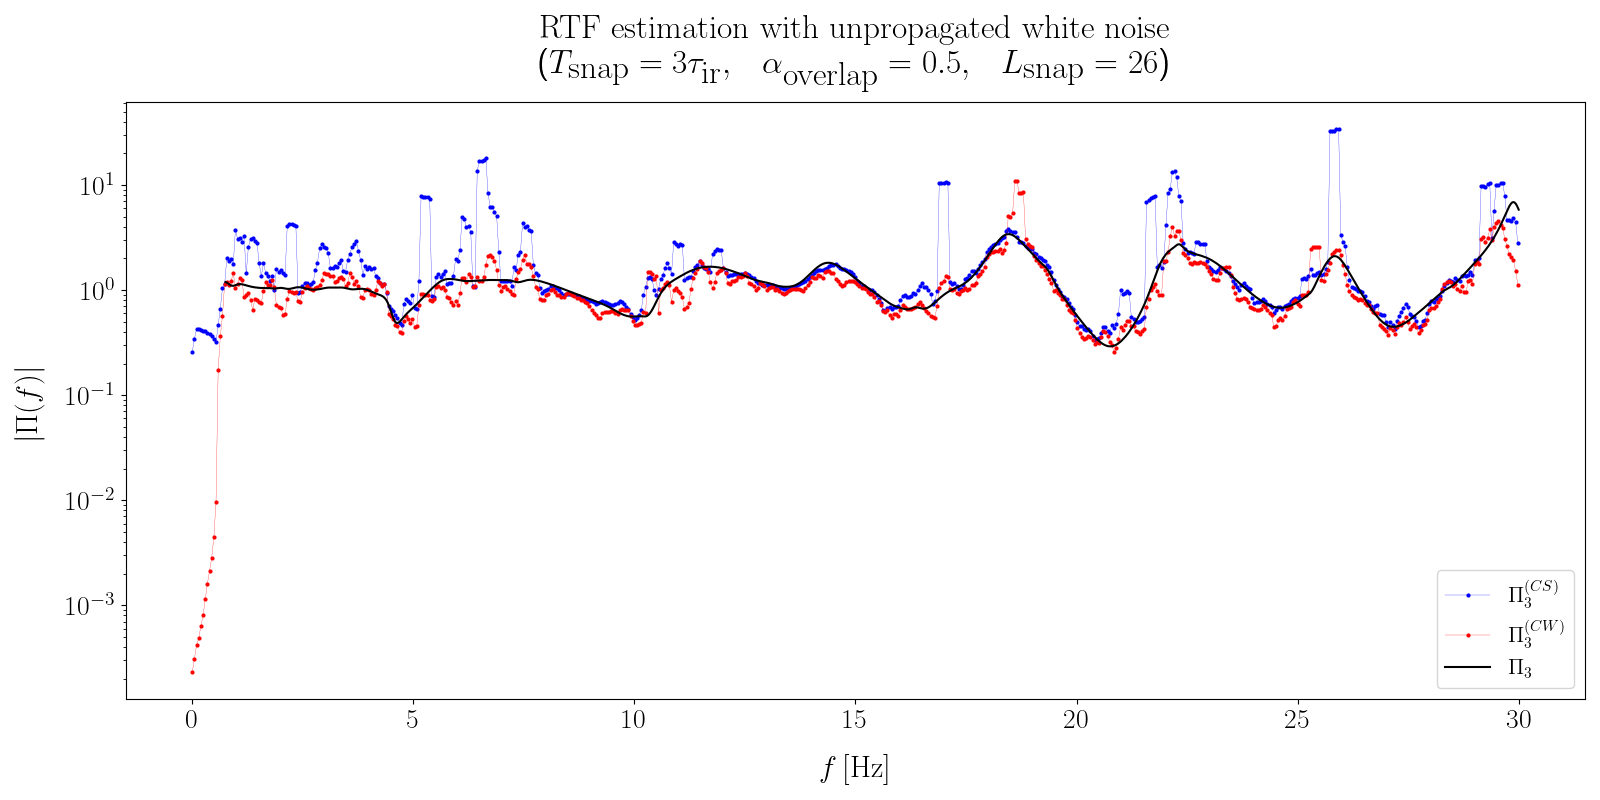 RTF estimation with unpropagated white noise
(T_snap = 3τ_ir, α_overlap = 0.5, L_snap = 26)
|Π(f)|
10^1
10^0
10^−1
10^−2
10^−3
0 5 10 15 20 25 30
f [Hz]
Π_3^(CS)
Π_3^(CW)
Π_3